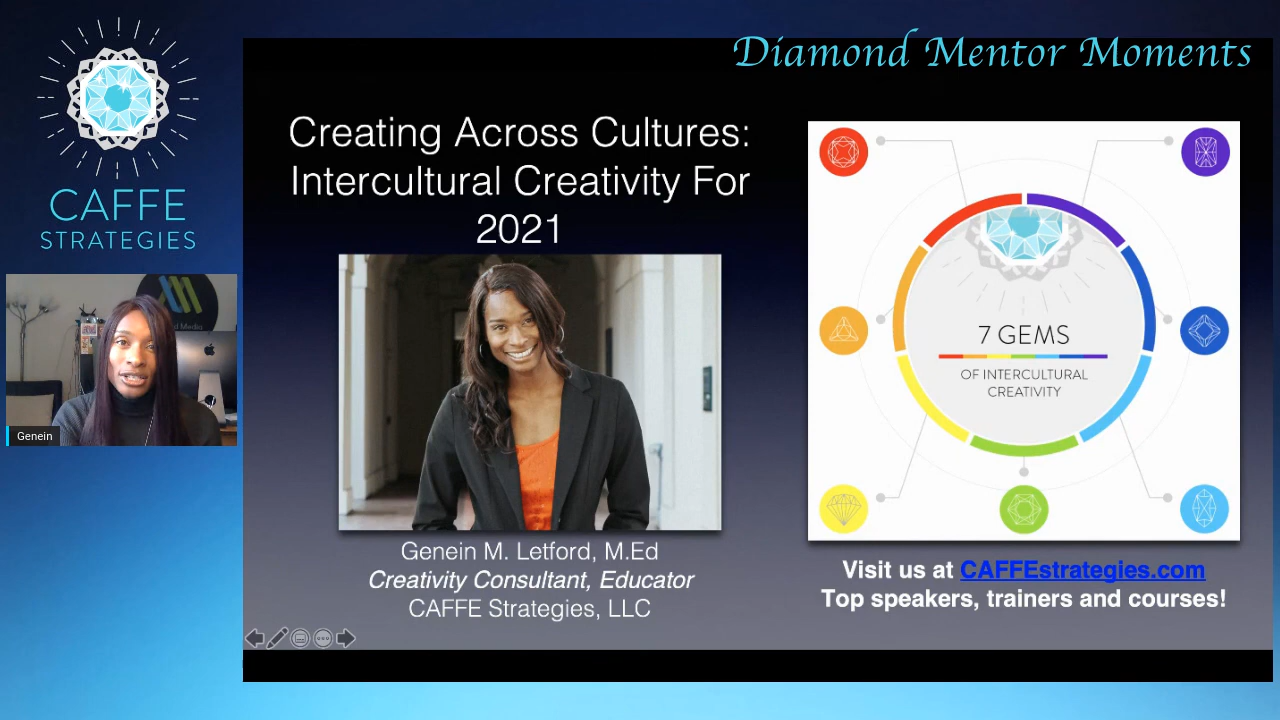 Diamond Mentor Moments
CAFFE
STRATEGIES
Creating Across Cultures:
Intercultural Creativity For
2021
7 GEMS
OF INTERCULTURAL
CREATIVITY
Genein
Genein M. Letford, M.Ed
Creativity Consultant, Educator
CAFFE Strategies, LLC
Visit us at CAFFEstrategies.com
Top speakers, trainers and courses!